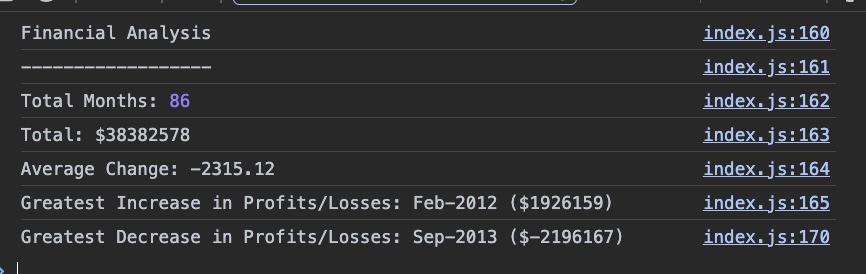 Financial Analysis index.js:160
------------------ index.js:161
Total Months: 86 index.js:162
Total: $38382578 index.js:163
Average Change: -2315.12 index.js:164
Greatest Increase in Profits/Losses: Feb-2012 ($1926159) index.js:165
Greatest Decrease in Profits/Losses: Sep-2013 ($-2196167) index.js:170